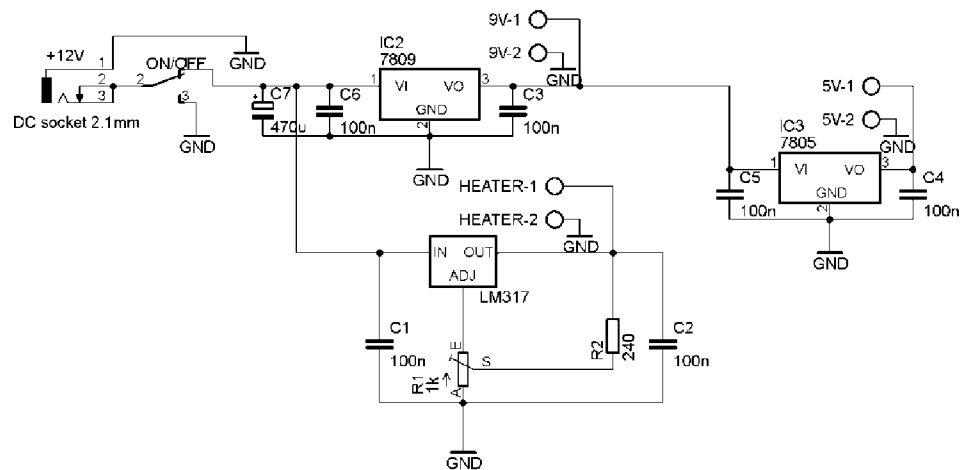 +12V
1
2
3
DC socket 2.1mm
ON/OFF
2
3
GND
GND
C7
470u
C6
100n
IC2
7809
1
VI
VO
3
GND
2
GND
C3
100n
9V-1
9V-2
GND
5V-1
5V-2
GND
IC3
7805
1
VI
VO
3
GND
2
GND
C5
100n
C4
100n
HEATER-1
HEATER-2
GND
IN
OUT
ADJ
LM317
C1
100n
R1
1k
E
S
A
R2
240
C2
100n
GND